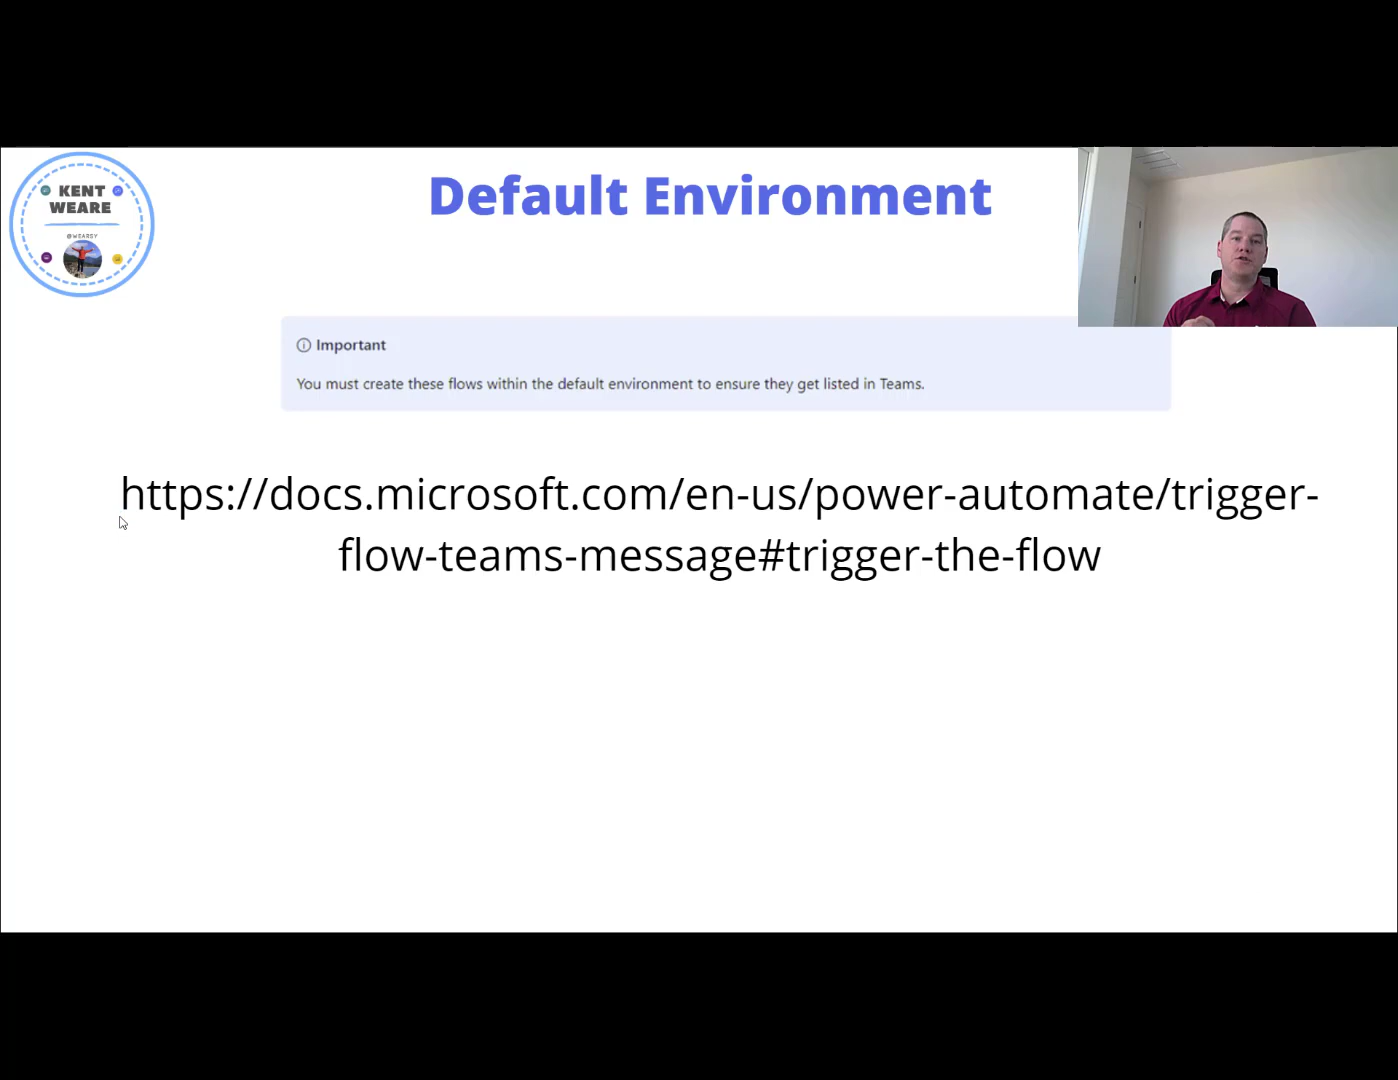 KENT
WEARE
@WEARSY
Default Environment
Important
You must create these flows within the default environment to ensure they get listed in Teams.
https://docs.microsoft.com/en-us/power-automate/trigger-
flow-teams-message#trigger-the-flow